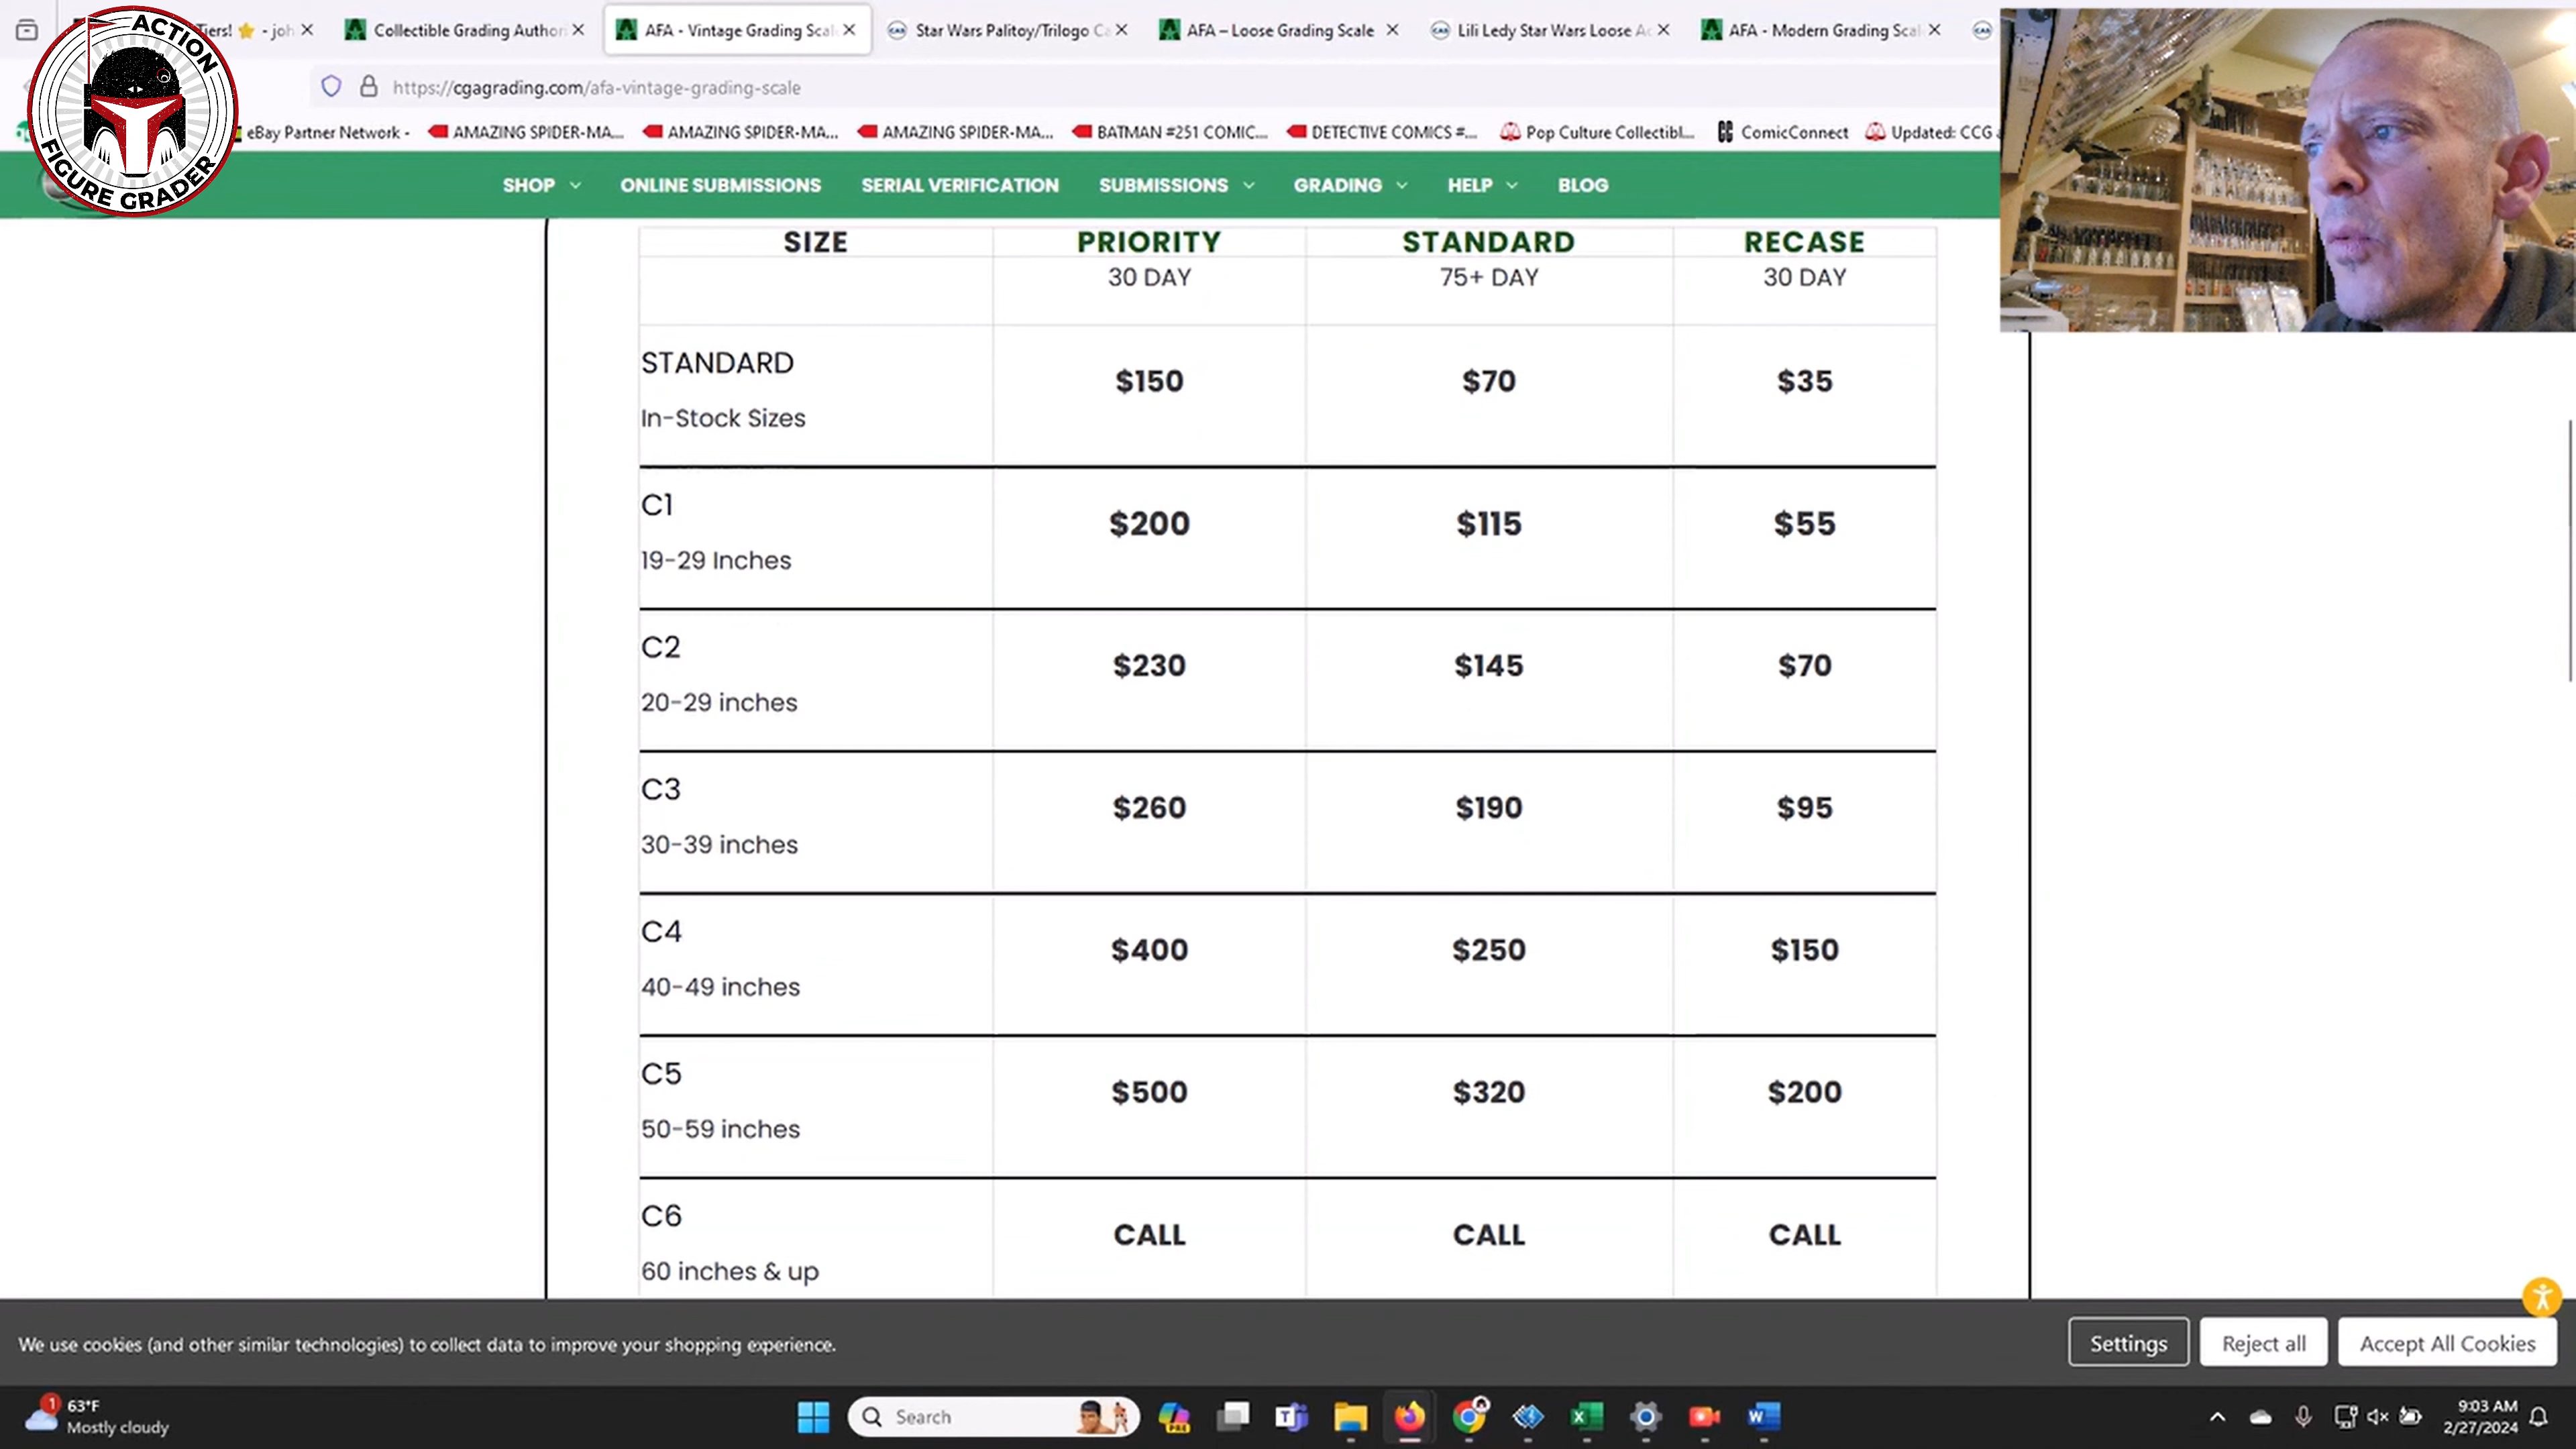 ACTION
FIGURE GRADER
Tiers! ⭐ - joh
Collectible Grading Author
AFA - Vintage Grading Scal
Star Wars Palitoy/Trilogo C
AFA – Loose Grading Scale
Lili Ledy Star Wars Loose Ac
AFA - Modern Grading Scal
https://cgagrading.com/afa-vintage-grading-scale
eBay Partner Network -
AMAZING SPIDER-MA...
AMAZING SPIDER-MA...
AMAZING SPIDER-MA...
BATMAN #251 COMIC...
DETECTIVE COMICS #...
Pop Culture Collectibl...
ComicConnect
Updated: CCG a
SHOP ONLINE SUBMISSIONS SERIAL VERIFICATION SUBMISSIONS GRADING HELP BLOG
SIZE PRIORITY STANDARD RECASE
30 DAY 75+ DAY 30 DAY
STANDARD
$150 $70 $35
In-Stock Sizes
C1
$200 $115 $55
19-29 Inches
C2
$230 $145 $70
20-29 inches
C3
$260 $190 $95
30-39 inches
C4
$400 $250 $150
40-49 inches
C5
$500 $320 $200
50-59 inches
C6
CALL CALL CALL
60 inches & up
We use cookies (and other similar technologies) to collect data to improve your shopping experience.
Settings
Reject all
Accept All Cookies
1
63°F
Mostly cloudy
Search
PRE
9:03 AM
2/27/2024